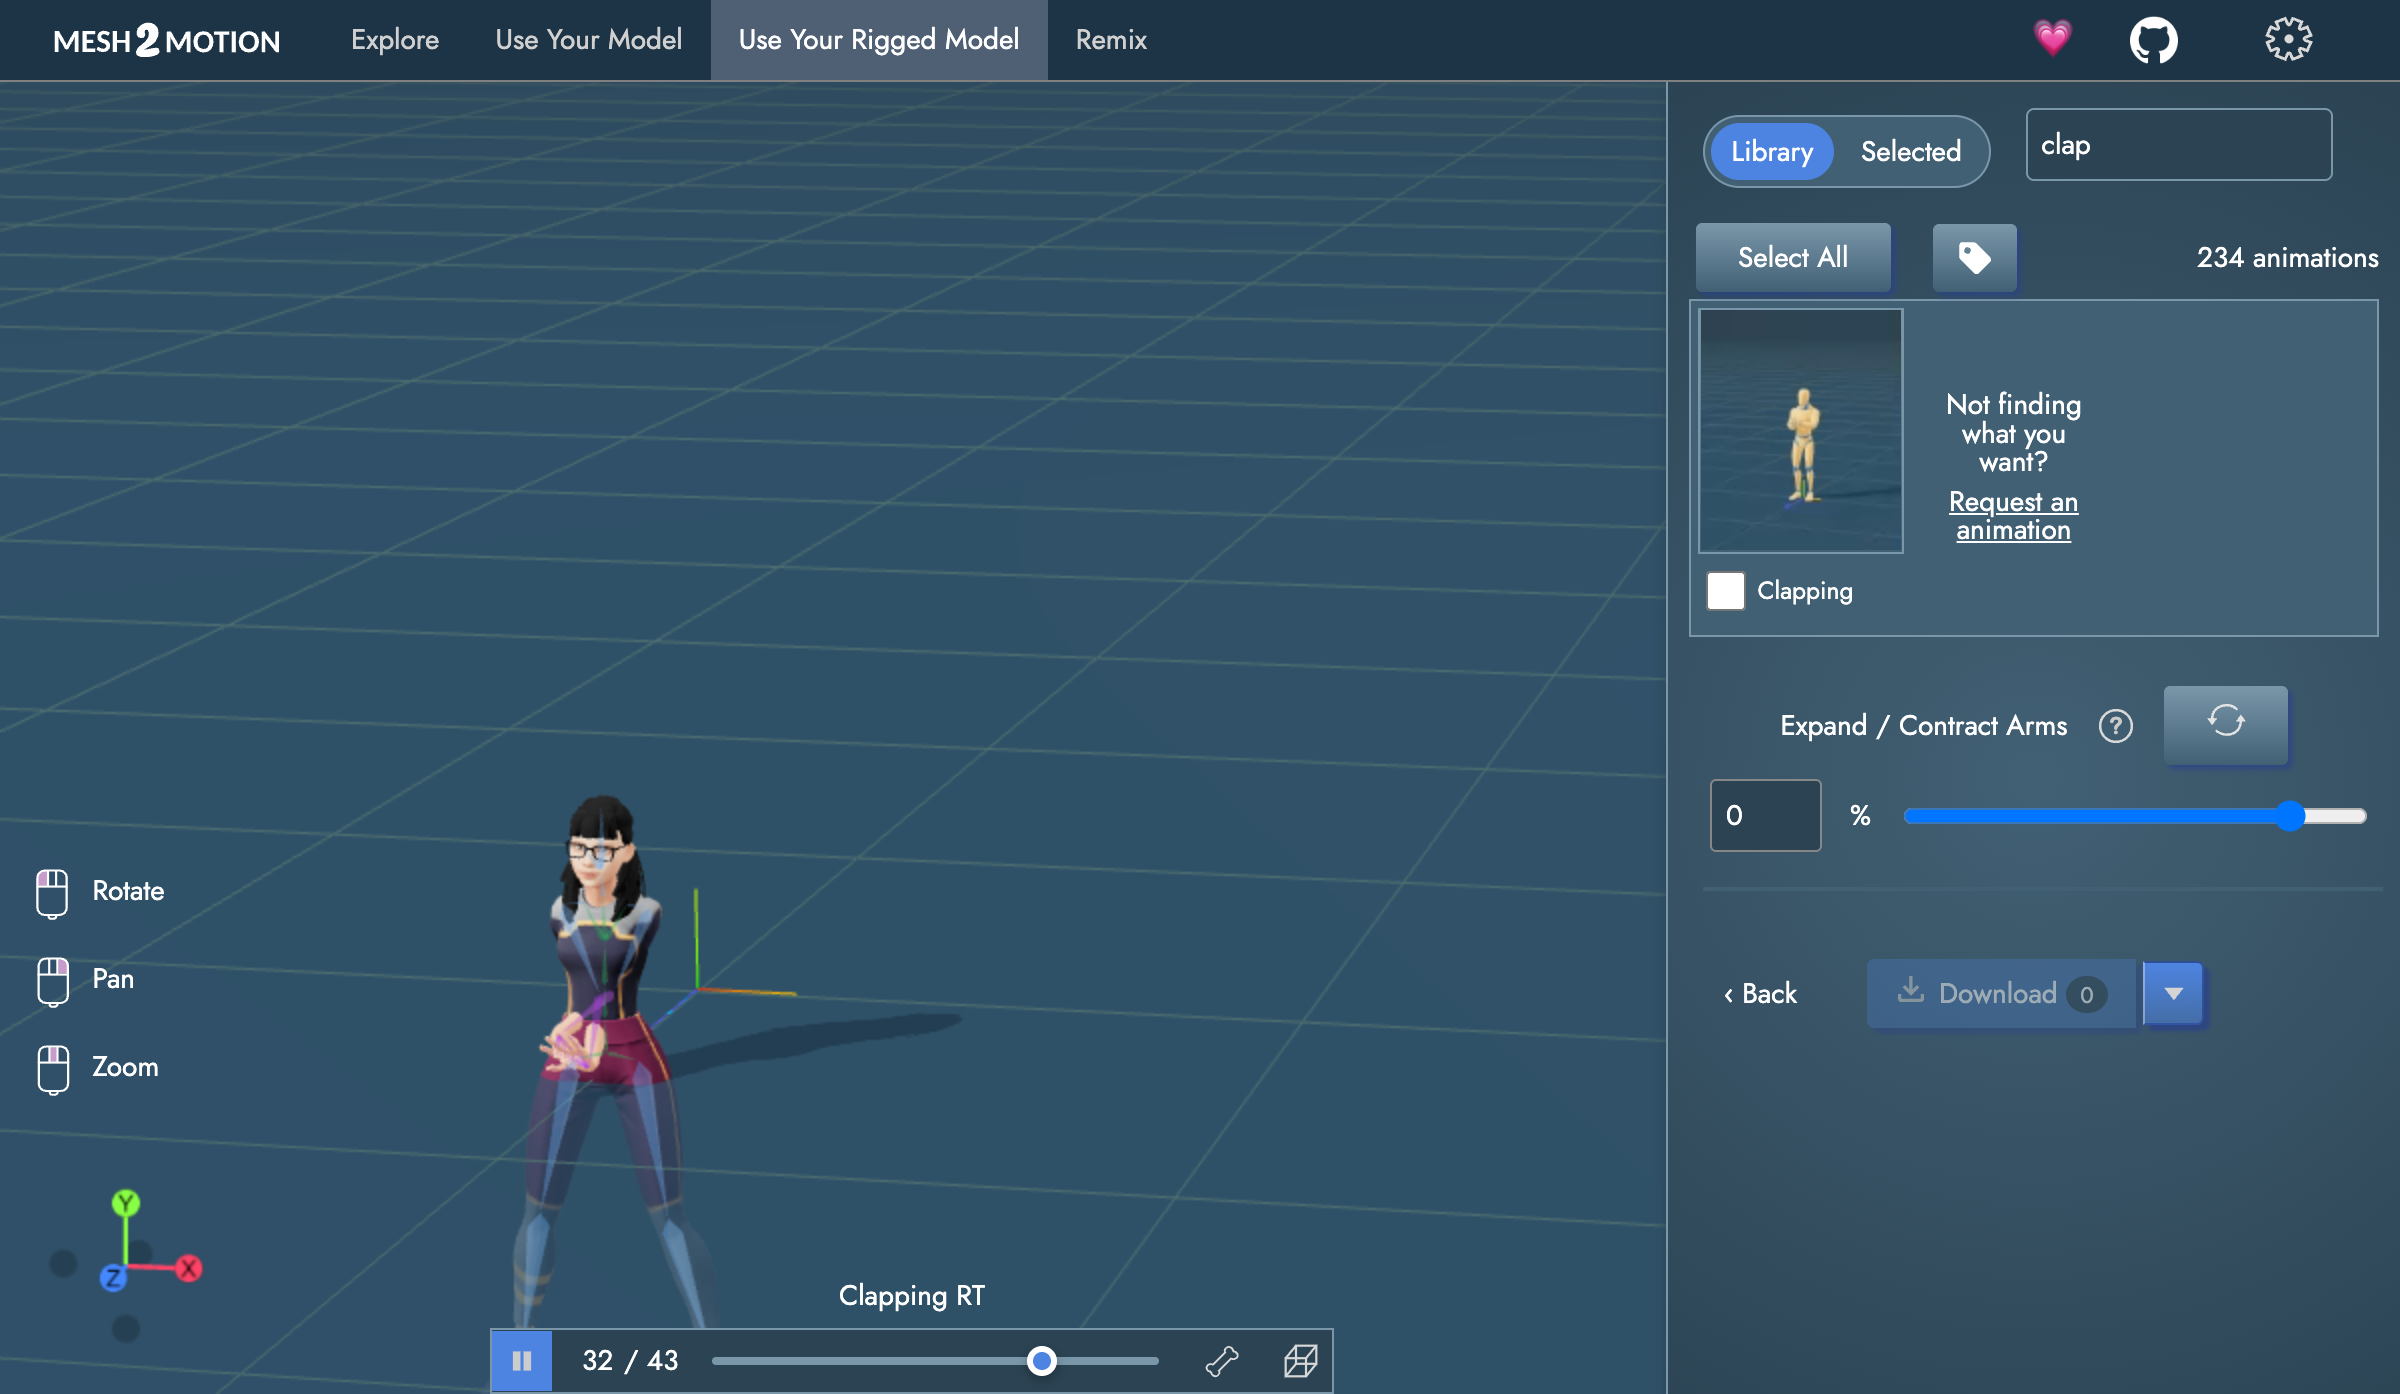 MESH2MOTION
Explore
Use Your Model
Use Your Rigged Model
Remix
Library
Selected
clap
Select All
234 animations
Not finding
what you
want?
Request an
animation
Clapping
Expand / Contract Arms
?
0
%
‹ Back
Download 0
Rotate
Pan
Zoom
Y
Z
X
Clapping RT
32 / 43